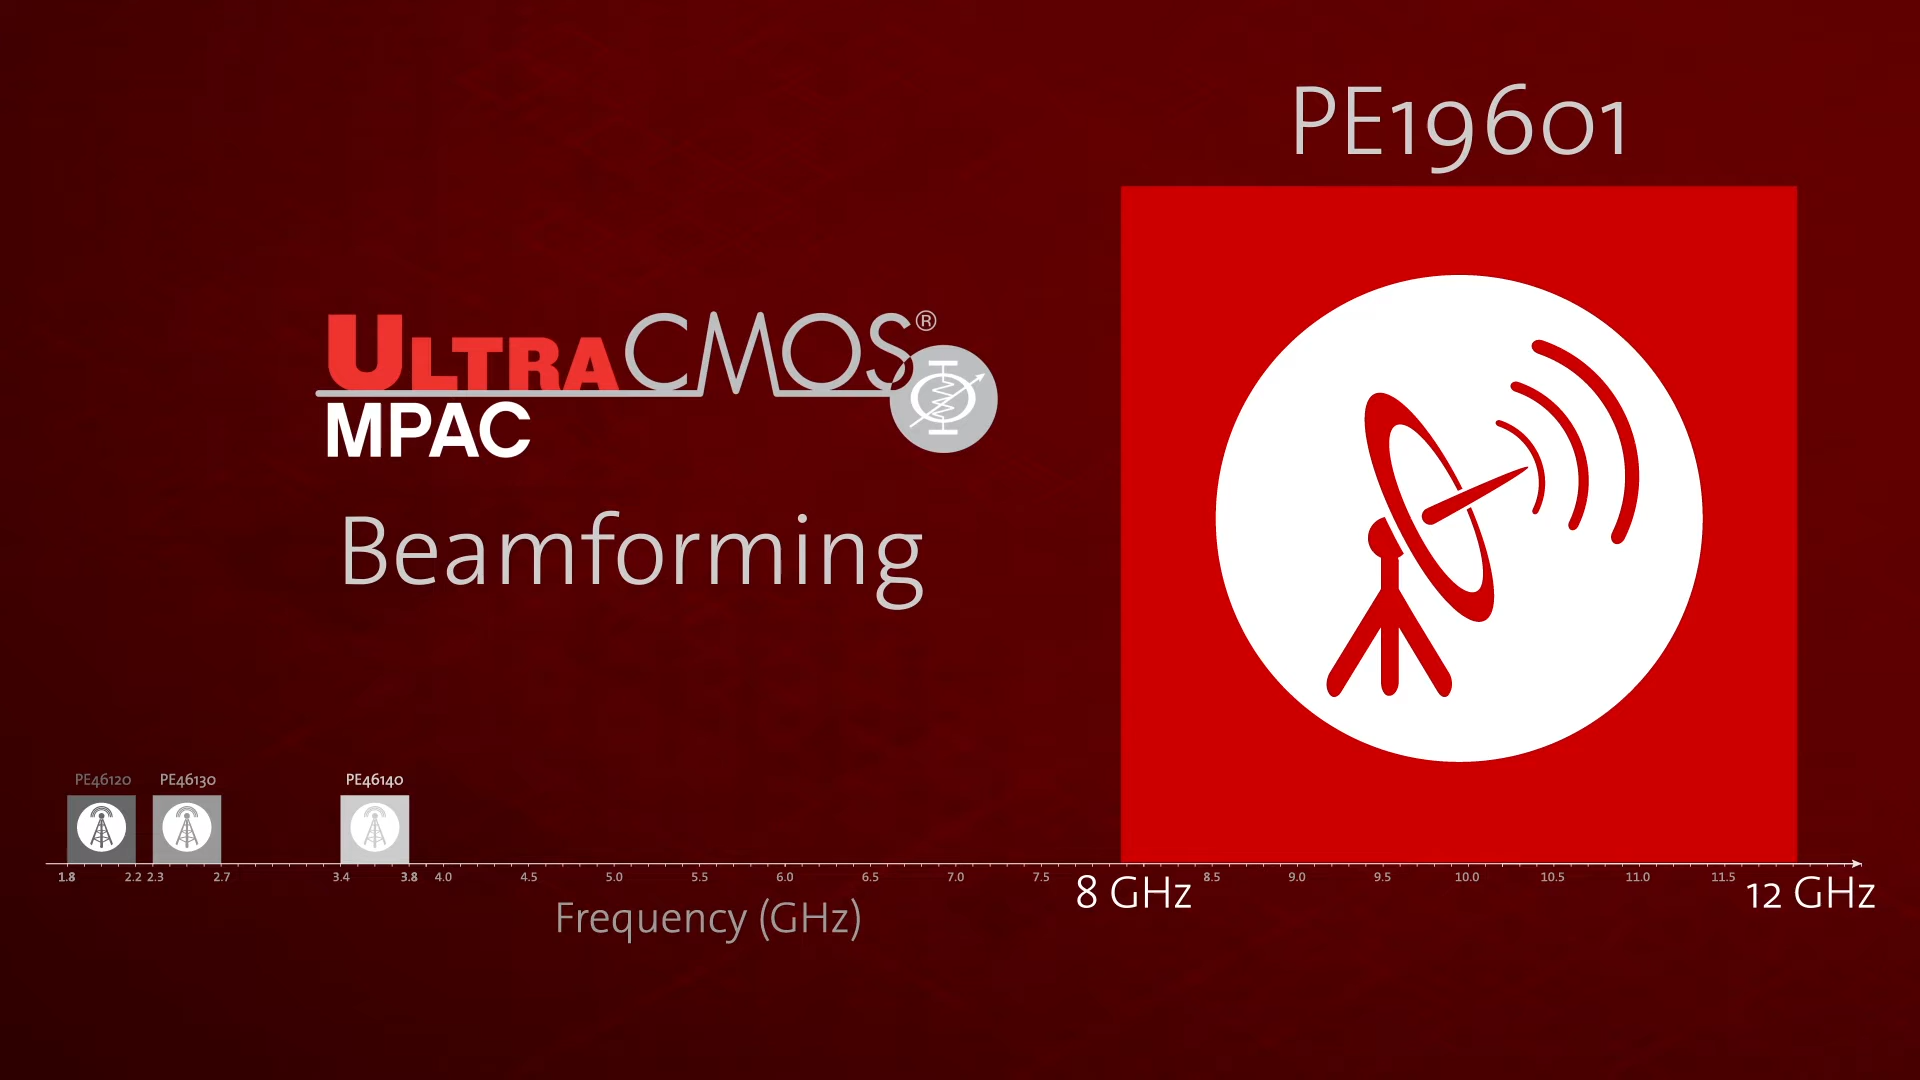 PE19601
ULTRACMOS®
MPAC
Beamforming
PE46120 PE46130 PE46140
1.8 2.2 2.3 2.7 3.4 3.8 4.0 4.5 5.0 5.5 6.0 6.5 7.0 7.5 8 GHz 8.5 9.0 9.5 10.0 10.5 11.0 11.5 12 GHz
Frequency (GHz)